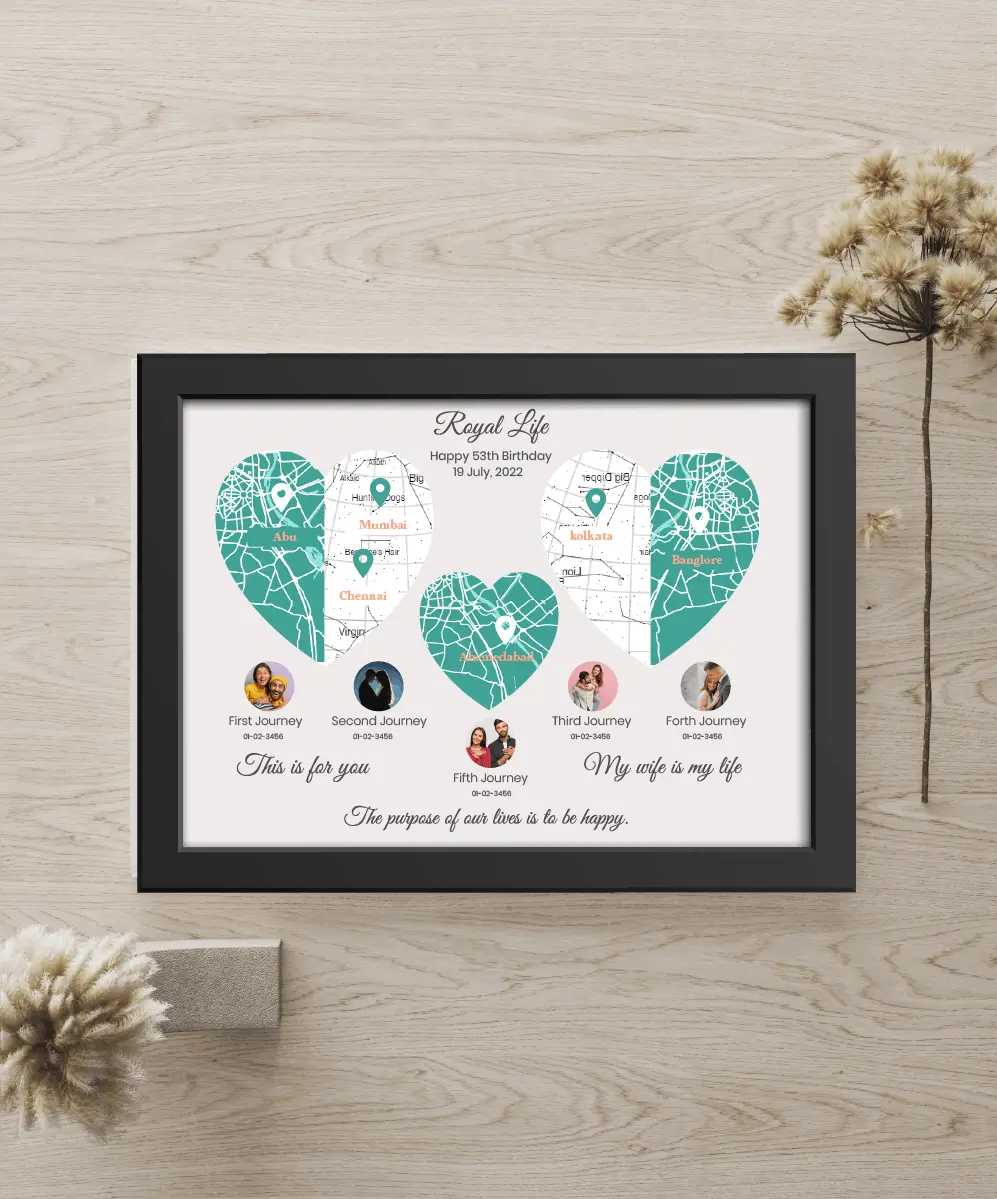 Royal Life
Happy 53th Birthday
19 July, 2022
Albin
Alkaid
Big
Mumbai
Abu
Chennai
Virgin
Big Dipper
kolkata
Banglore
Ahamedabad
First Journey
01-02-3456
Second Journey
01-02-3456
Third Journey
01-02-3456
Forth Journey
01-02-3456
Fifth Journey
01-02-3456
This is for you
My wife is my life
The purpose of our lives is to be happy.